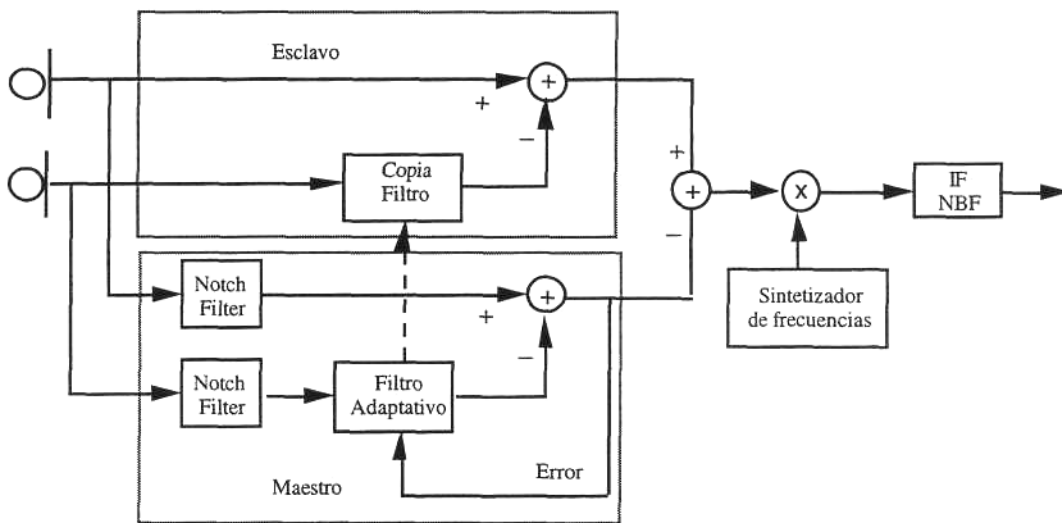 Esclavo
+
+
−
Copia
Filtro
+
+
−
X
IF
NBF
Sintetizador
de frecuencias
Notch
Filter
+
+
−
Notch
Filter
Filtro
Adaptativo
Error
Maestro